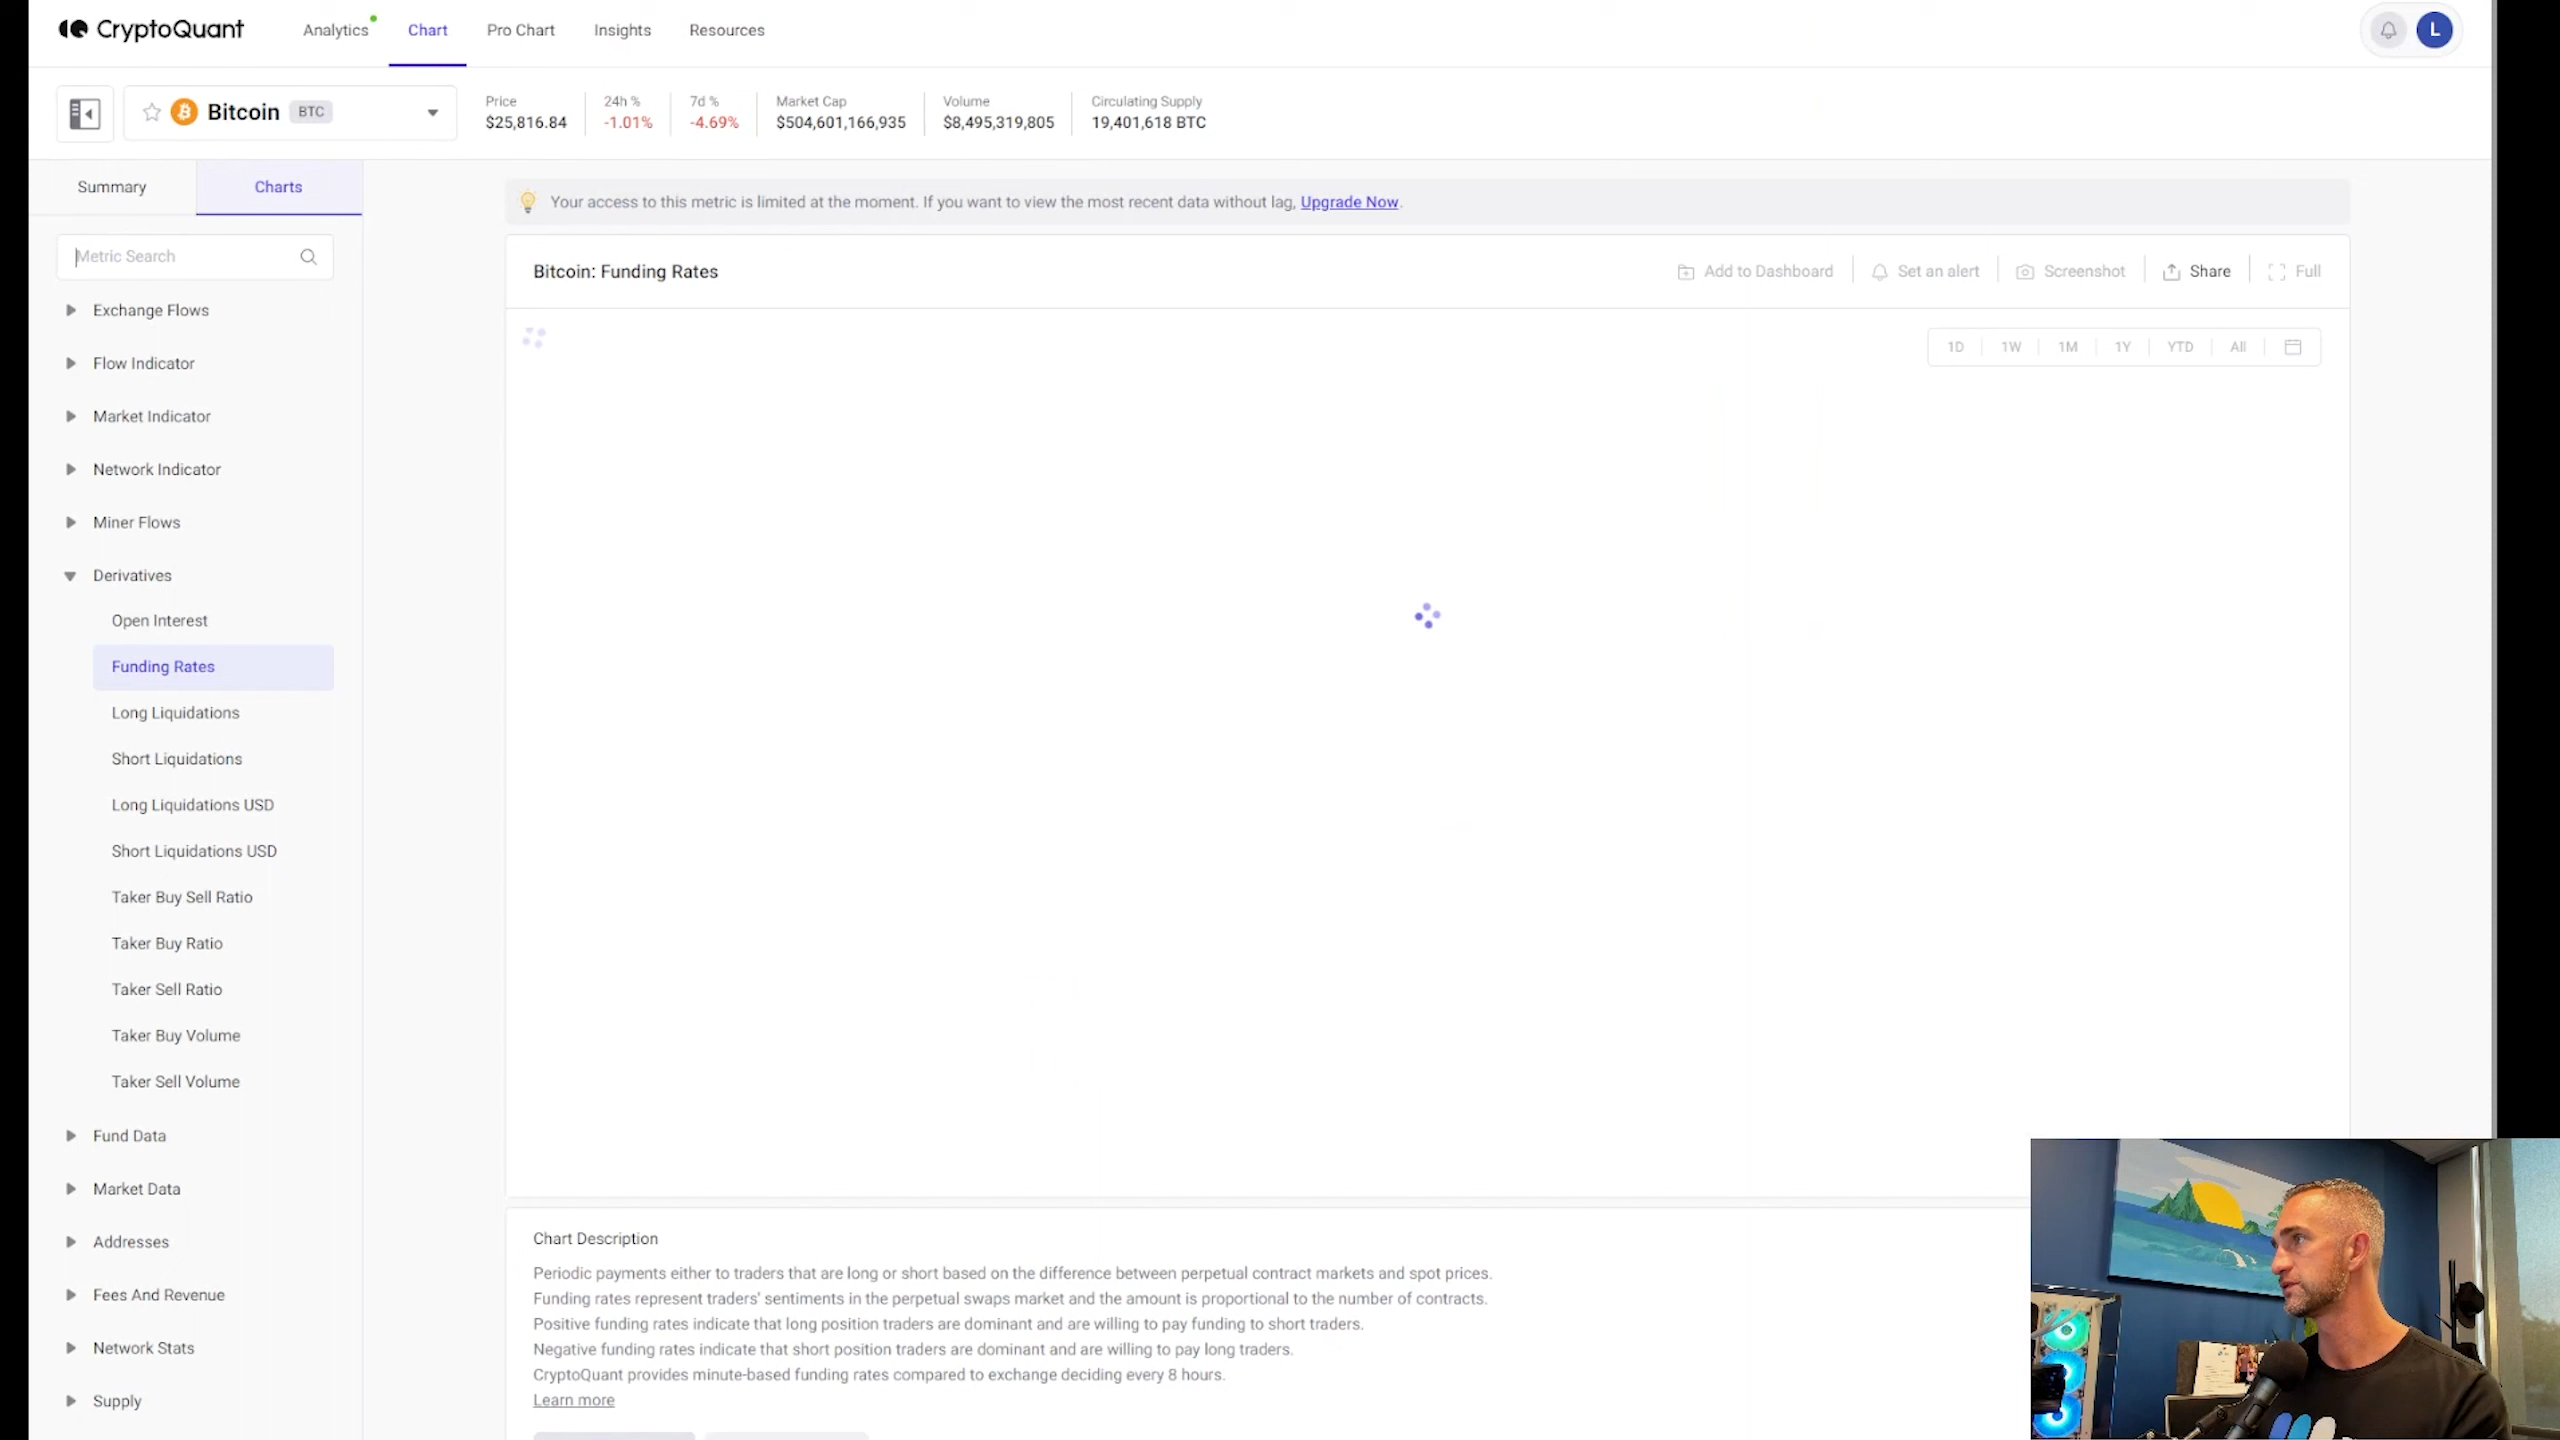 CryptoQuant
Analytics
Chart
Pro Chart
Insights
Resources
L
Bitcoin BTC
Price
$25,816.84
24h %
-1.01%
7d %
-4.69%
Market Cap
$504,601,166,935
Volume
$8,495,319,805
Circulating Supply
19,401,618 BTC
Summary
Charts
Metric Search
Exchange Flows
Flow Indicator
Market Indicator
Network Indicator
Miner Flows
Derivatives
Open Interest
Funding Rates
Long Liquidations
Short Liquidations
Long Liquidations USD
Short Liquidations USD
Taker Buy Sell Ratio
Taker Buy Ratio
Taker Sell Ratio
Taker Buy Volume
Taker Sell Volume
Fund Data
Market Data
Addresses
Fees And Revenue
Network Stats
Supply
Your access to this metric is limited at the moment. If you want to view the most recent data without lag, Upgrade Now.
Bitcoin: Funding Rates
Add to Dashboard
Set an alert
Screenshot
Share
Full
1D
1W
1M
1Y
YTD
All
Chart Description
Periodic payments either to traders that are long or short based on the difference between perpetual contract markets and spot prices.
Funding rates represent traders' sentiments in the perpetual swaps market and the amount is proportional to the number of contracts.
Positive funding rates indicate that long position traders are dominant and are willing to pay funding to short traders.
Negative funding rates indicate that short position traders are dominant and are willing to pay long traders.
CryptoQuant provides minute-based funding rates compared to exchange deciding every 8 hours.
Learn more